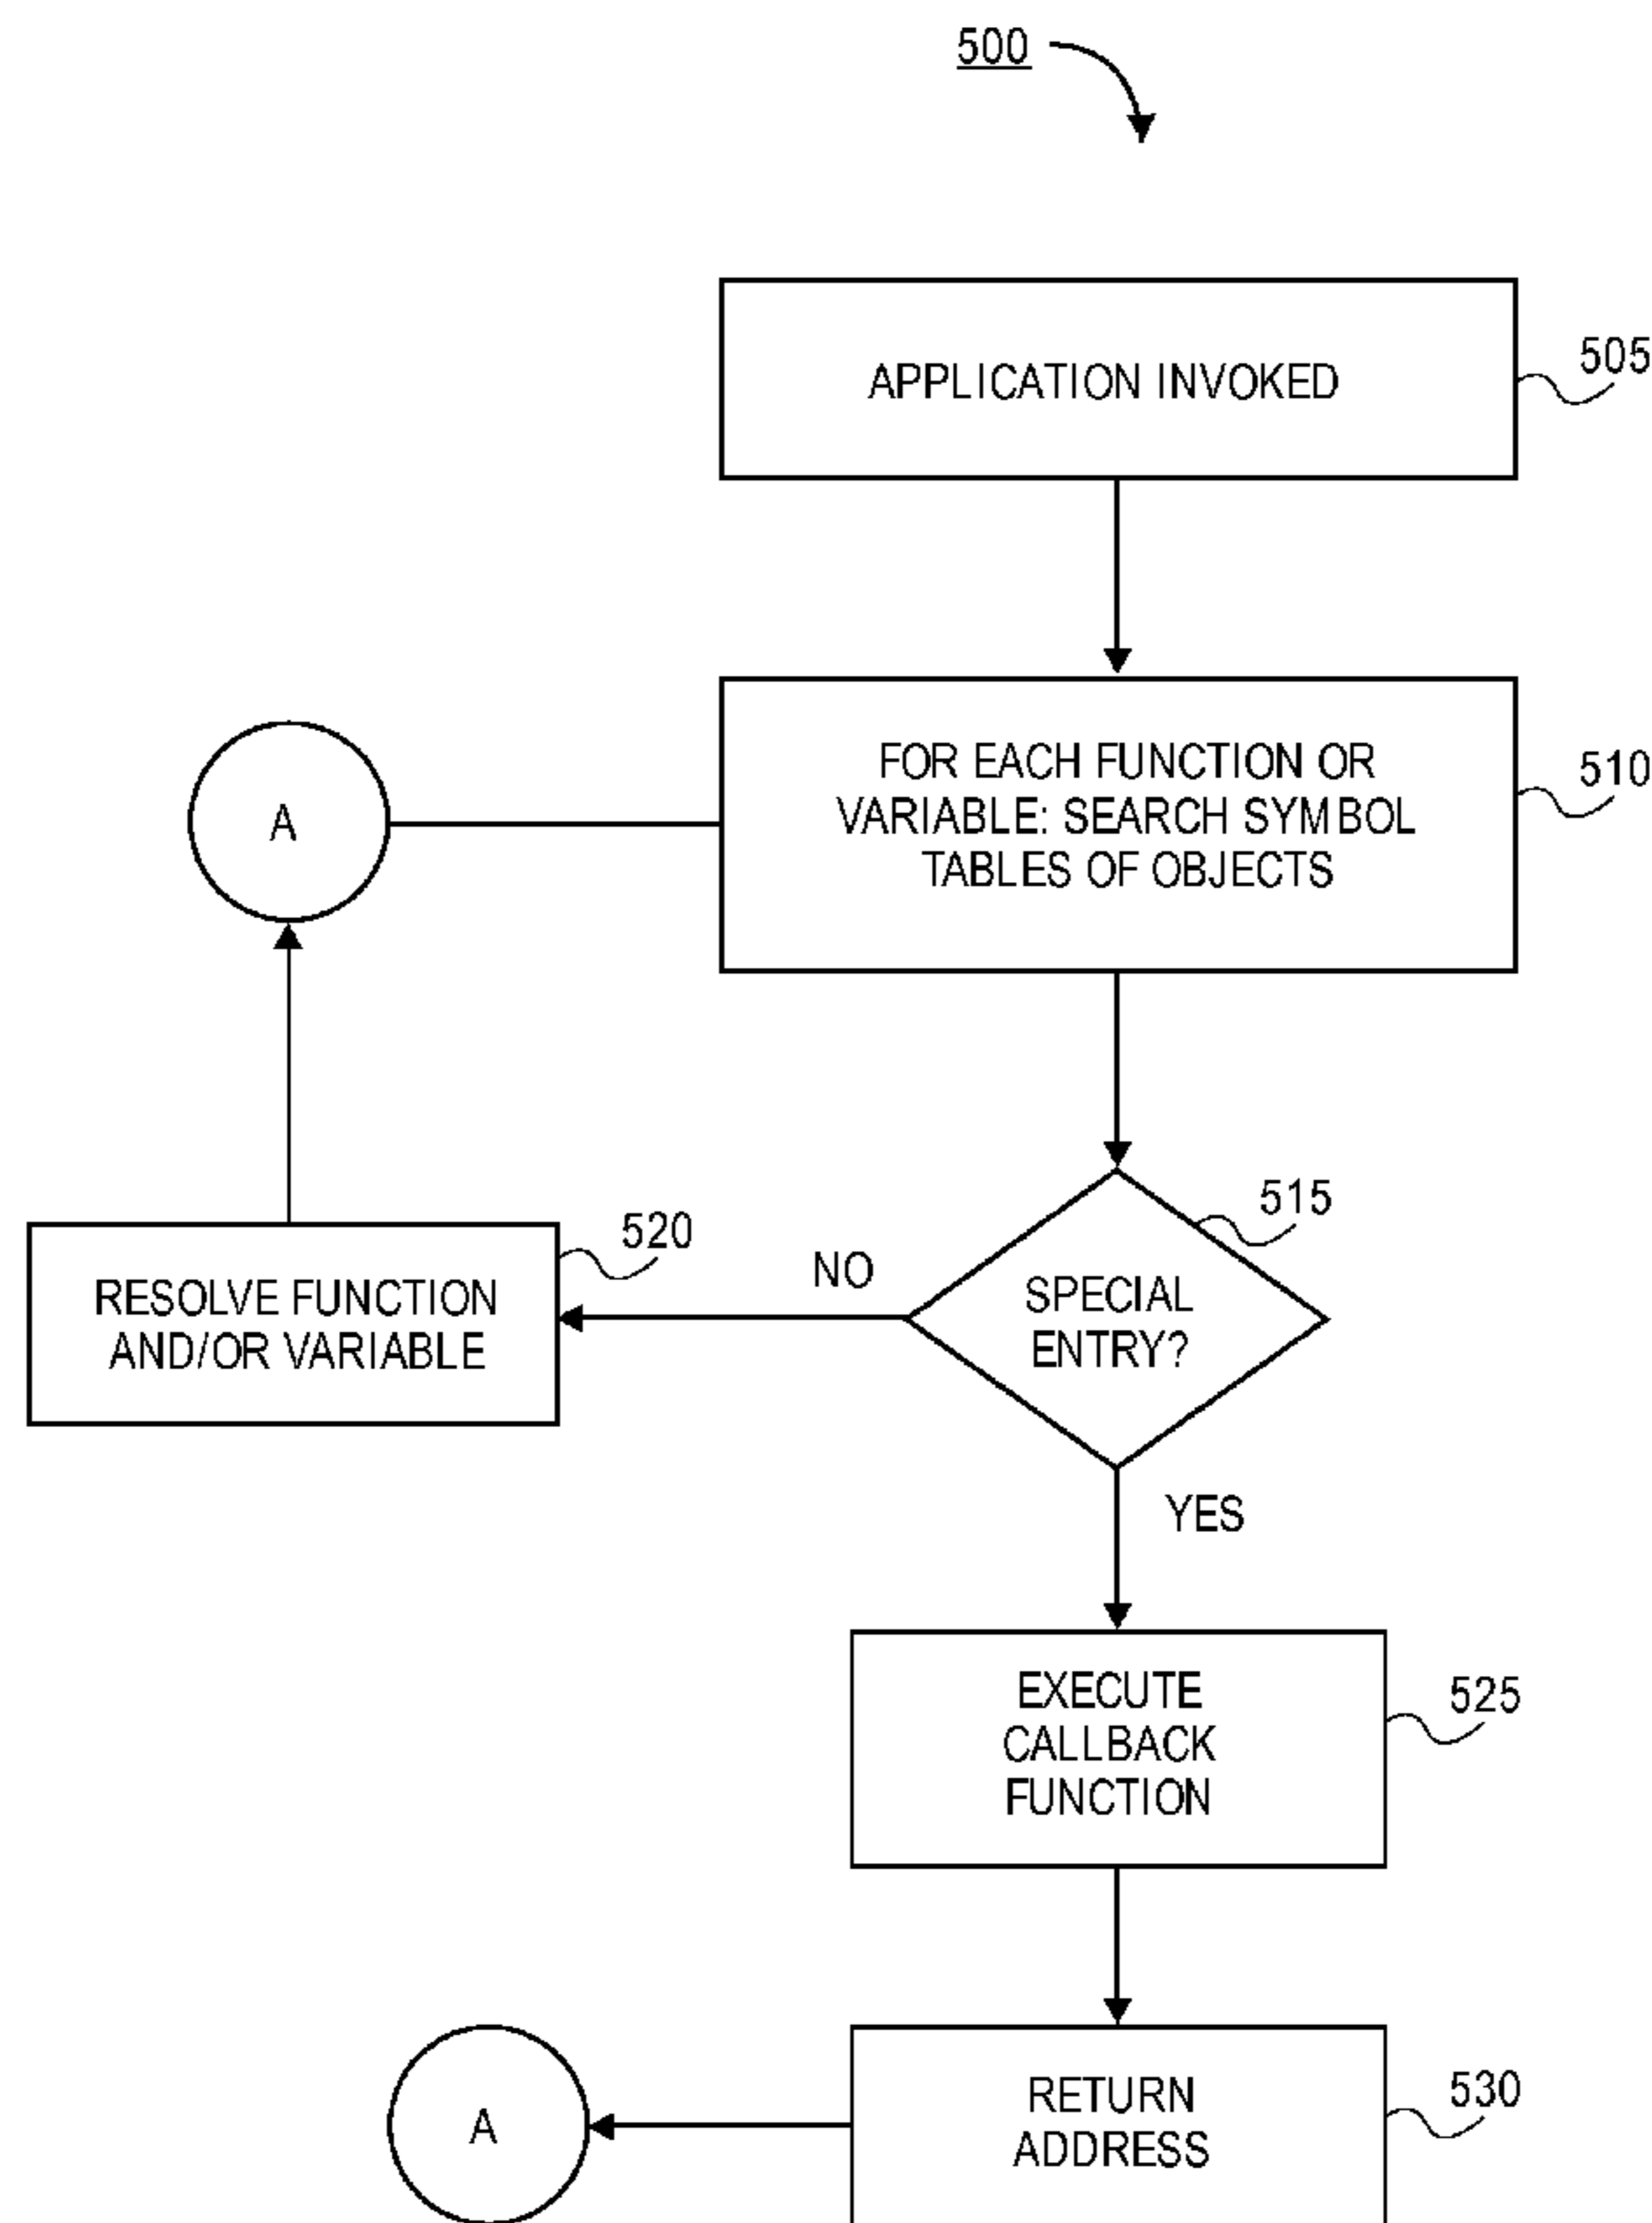 500
APPLICATION INVOKED
505
FOR EACH FUNCTION OR
VARIABLE: SEARCH SYMBOL
TABLES OF OBJECTS
510
A
515
SPECIAL
ENTRY?
NO
520
RESOLVE FUNCTION
AND/OR VARIABLE
YES
EXECUTE
CALLBACK
FUNCTION
525
RETURN
ADDRESS
530
A